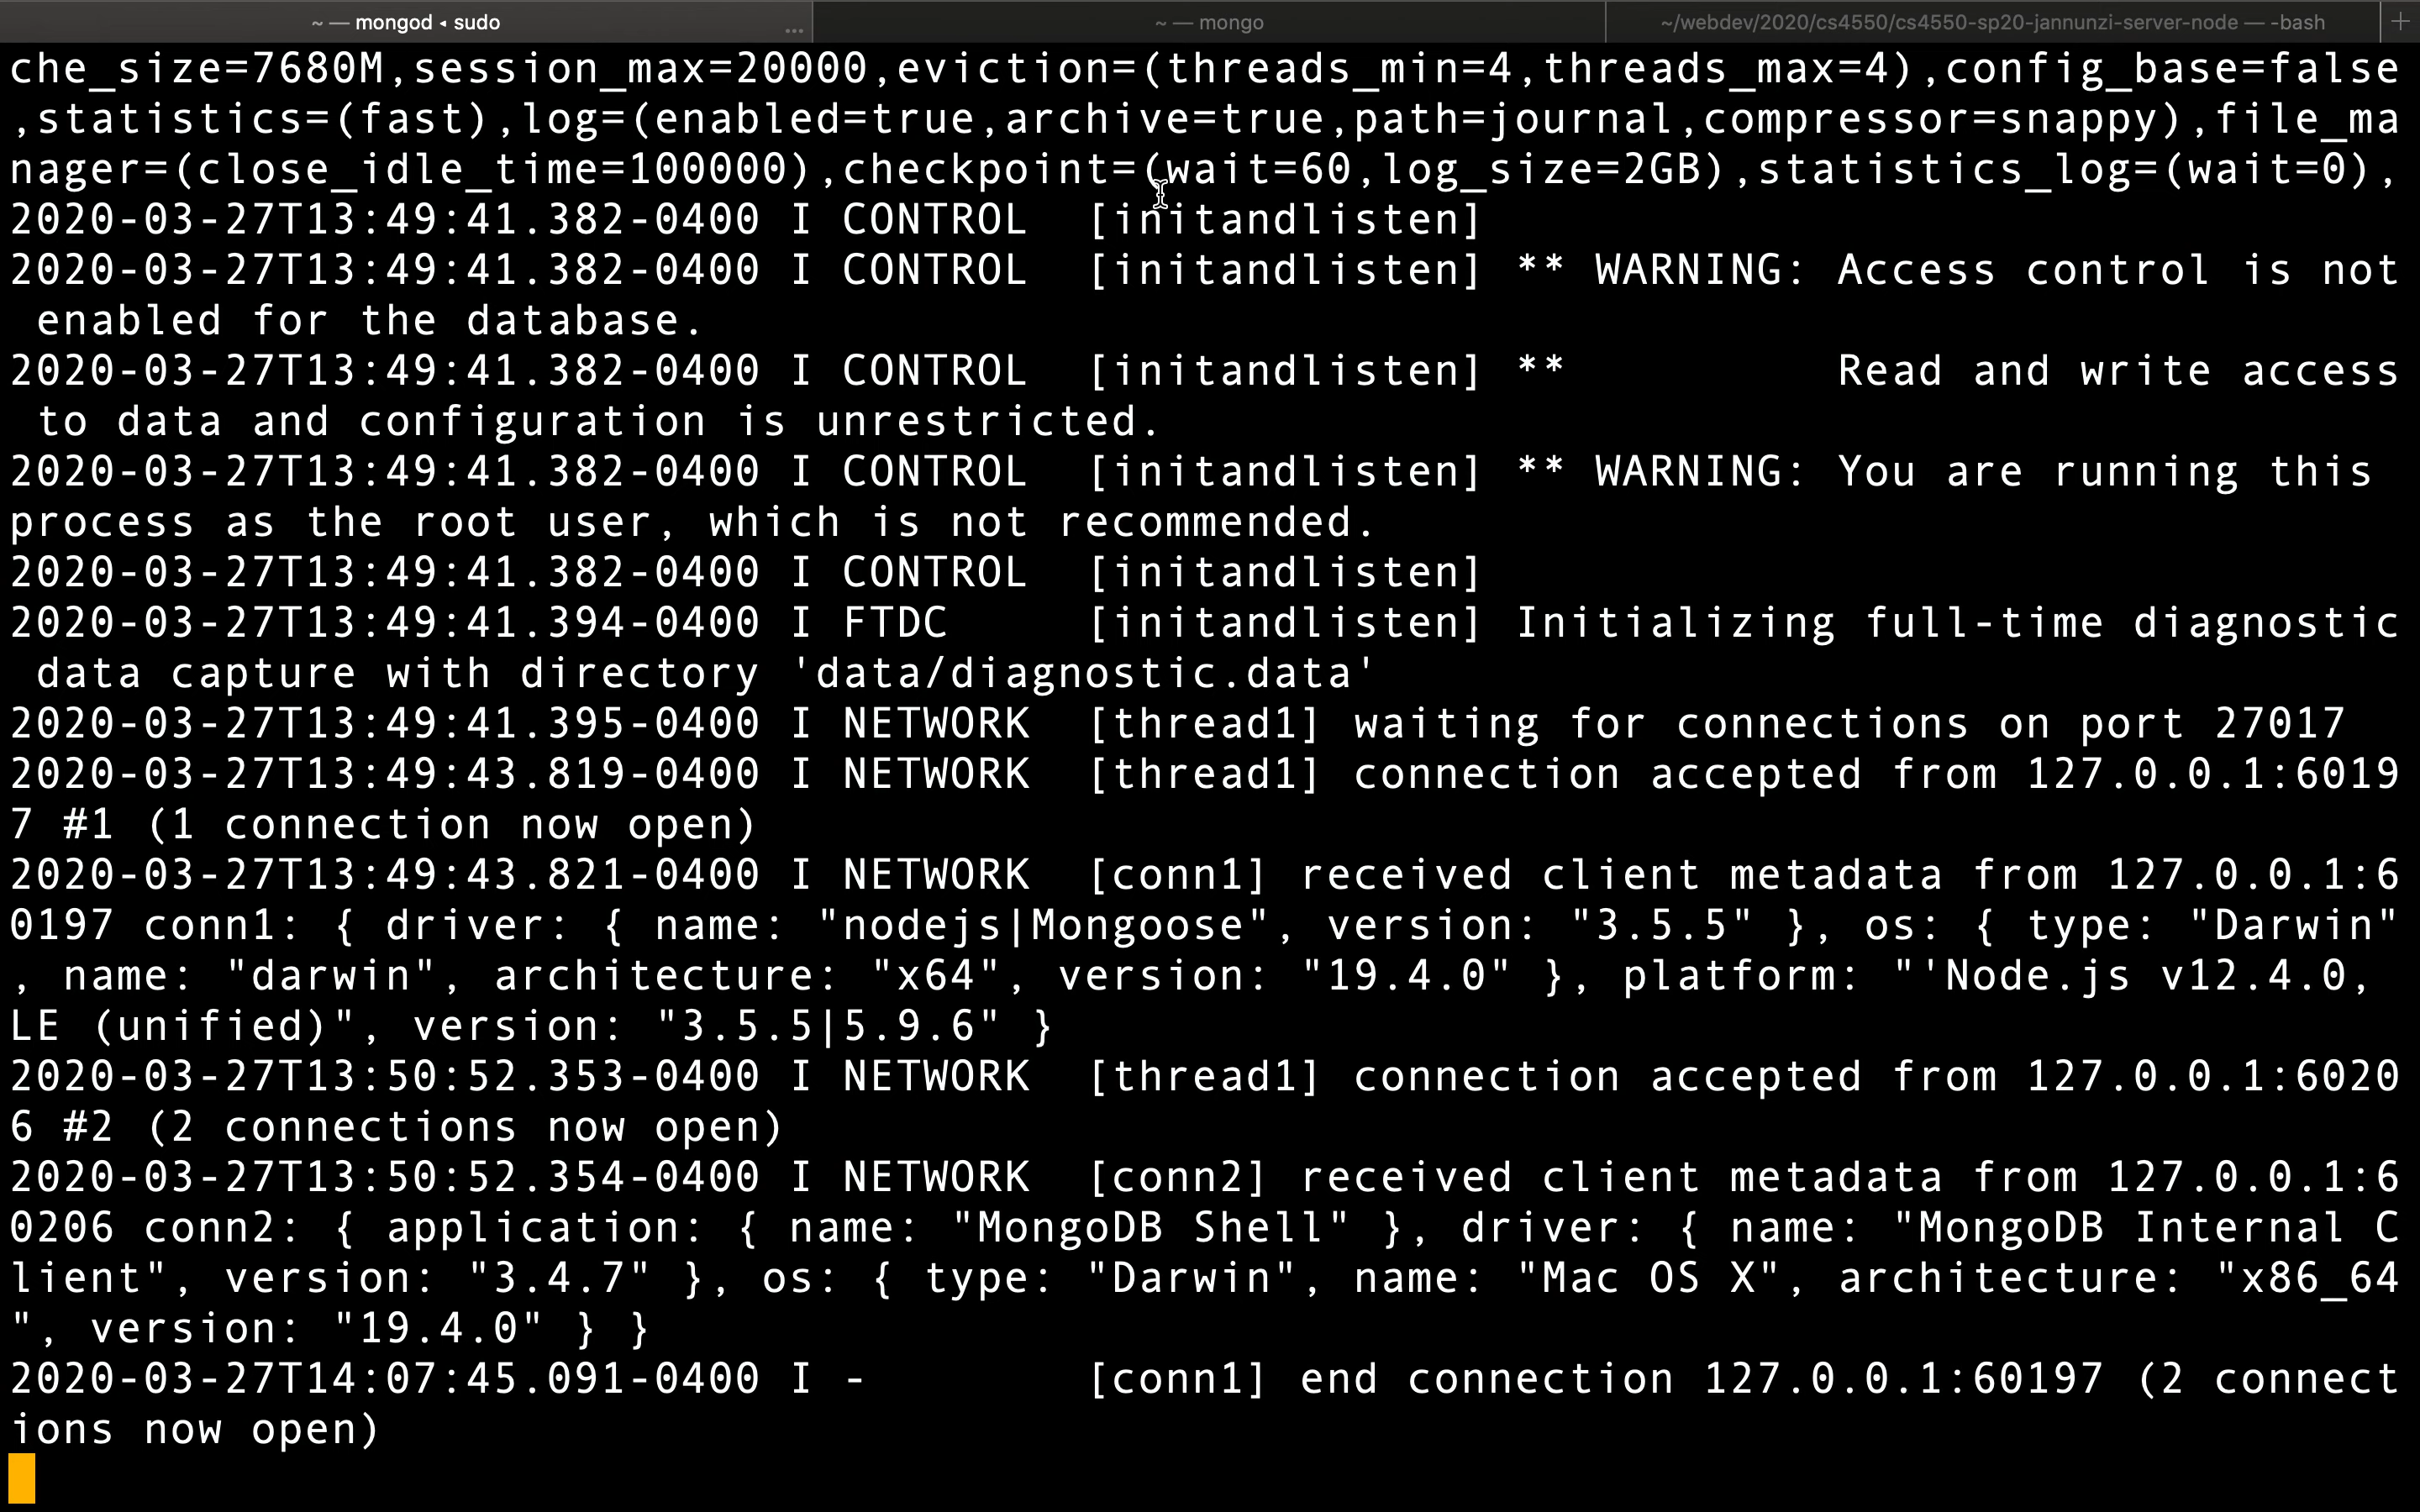 ~ — mongod ◂ sudo ... ~ — mongo ~/webdev/2020/cs4550/cs4550-sp20-jannunzi-server-node — -bash +
che_size=7680M,session_max=20000,eviction=(threads_min=4,threads_max=4),config_base=false
,statistics=(fast),log=(enabled=true,archive=true,path=journal,compressor=snappy),file_ma
nager=(close_idle_time=100000),checkpoint=(wait=60,log_size=2GB),statistics_log=(wait=0),
2020-03-27T13:49:41.382-0400 I CONTROL  [initandlisten]
2020-03-27T13:49:41.382-0400 I CONTROL  [initandlisten] ** WARNING: Access control is not
 enabled for the database.
2020-03-27T13:49:41.382-0400 I CONTROL  [initandlisten] **          Read and write access
 to data and configuration is unrestricted.
2020-03-27T13:49:41.382-0400 I CONTROL  [initandlisten] ** WARNING: You are running this
process as the root user, which is not recommended.
2020-03-27T13:49:41.382-0400 I CONTROL  [initandlisten]
2020-03-27T13:49:41.394-0400 I FTDC     [initandlisten] Initializing full-time diagnostic
 data capture with directory 'data/diagnostic.data'
2020-03-27T13:49:41.395-0400 I NETWORK  [thread1] waiting for connections on port 27017
2020-03-27T13:49:43.819-0400 I NETWORK  [thread1] connection accepted from 127.0.0.1:6019
7 #1 (1 connection now open)
2020-03-27T13:49:43.821-0400 I NETWORK  [conn1] received client metadata from 127.0.0.1:6
0197 conn1: { driver: { name: "nodejs|Mongoose", version: "3.5.5" }, os: { type: "Darwin"
, name: "darwin", architecture: "x64", version: "19.4.0" }, platform: "'Node.js v12.4.0,
LE (unified)", version: "3.5.5|5.9.6" }
2020-03-27T13:50:52.353-0400 I NETWORK  [thread1] connection accepted from 127.0.0.1:6020
6 #2 (2 connections now open)
2020-03-27T13:50:52.354-0400 I NETWORK  [conn2] received client metadata from 127.0.0.1:6
0206 conn2: { application: { name: "MongoDB Shell" }, driver: { name: "MongoDB Internal C
lient", version: "3.4.7" }, os: { type: "Darwin", name: "Mac OS X", architecture: "x86_64
", version: "19.4.0" } }
2020-03-27T14:07:45.091-0400 I -        [conn1] end connection 127.0.0.1:60197 (2 connect
ions now open)